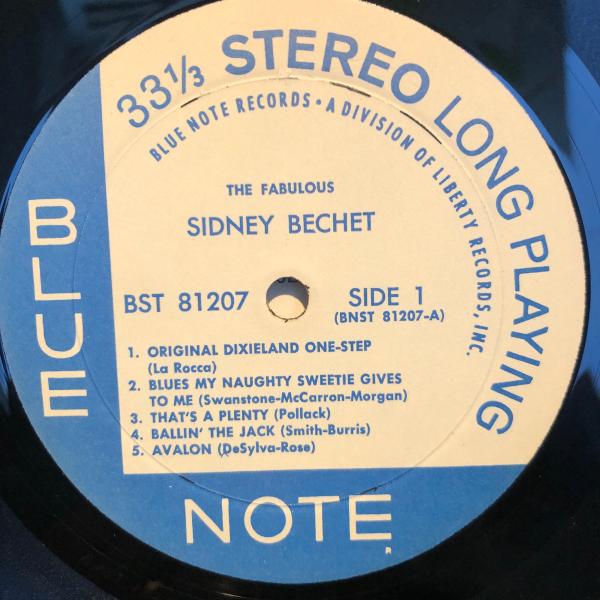 33⅓ STEREO LONG PLAYING
BLUE NOTE RECORDS • A DIVISION OF LIBERTY RECORDS, INC.
THE FABULOUS
SIDNEY BECHET
BST 81207
SIDE 1
(BNST 81207-A)
1. ORIGINAL DIXIELAND ONE-STEP
(La Rocca)
2. BLUES MY NAUGHTY SWEETIE GIVES
TO ME (Swanstone-McCarron-Morgan)
3. THAT'S A PLENTY (Pollack)
4. BALLIN' THE JACK (Smith-Burris)
5. AVALON (DeSylva-Rose)
BLUE
NOTE